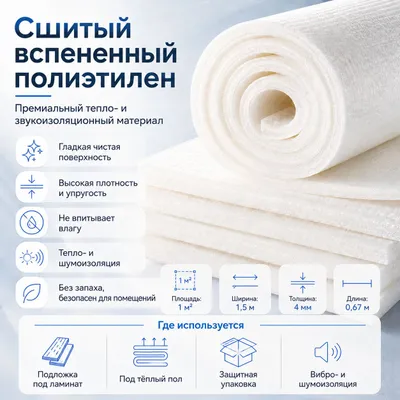 Сшитый
вспененный
полиэтилен
Премиальный тепло- и
звукоизоляционный материал
Гладкая чистая
поверхность
Высокая плотность
и упругость
Не впитывает
влагу
Тепло- и
шумоизоляция
Без запаха,
безопасен для помещений
1 м²
Площадь:
1 м²
Ширина:
1,5 м
Толщина:
4 мм
Длина:
0,67 м
Где используется
Подложка
под ламинат
Под тёплый пол
Защитная
упаковка
Вибро- и
шумоизоляция